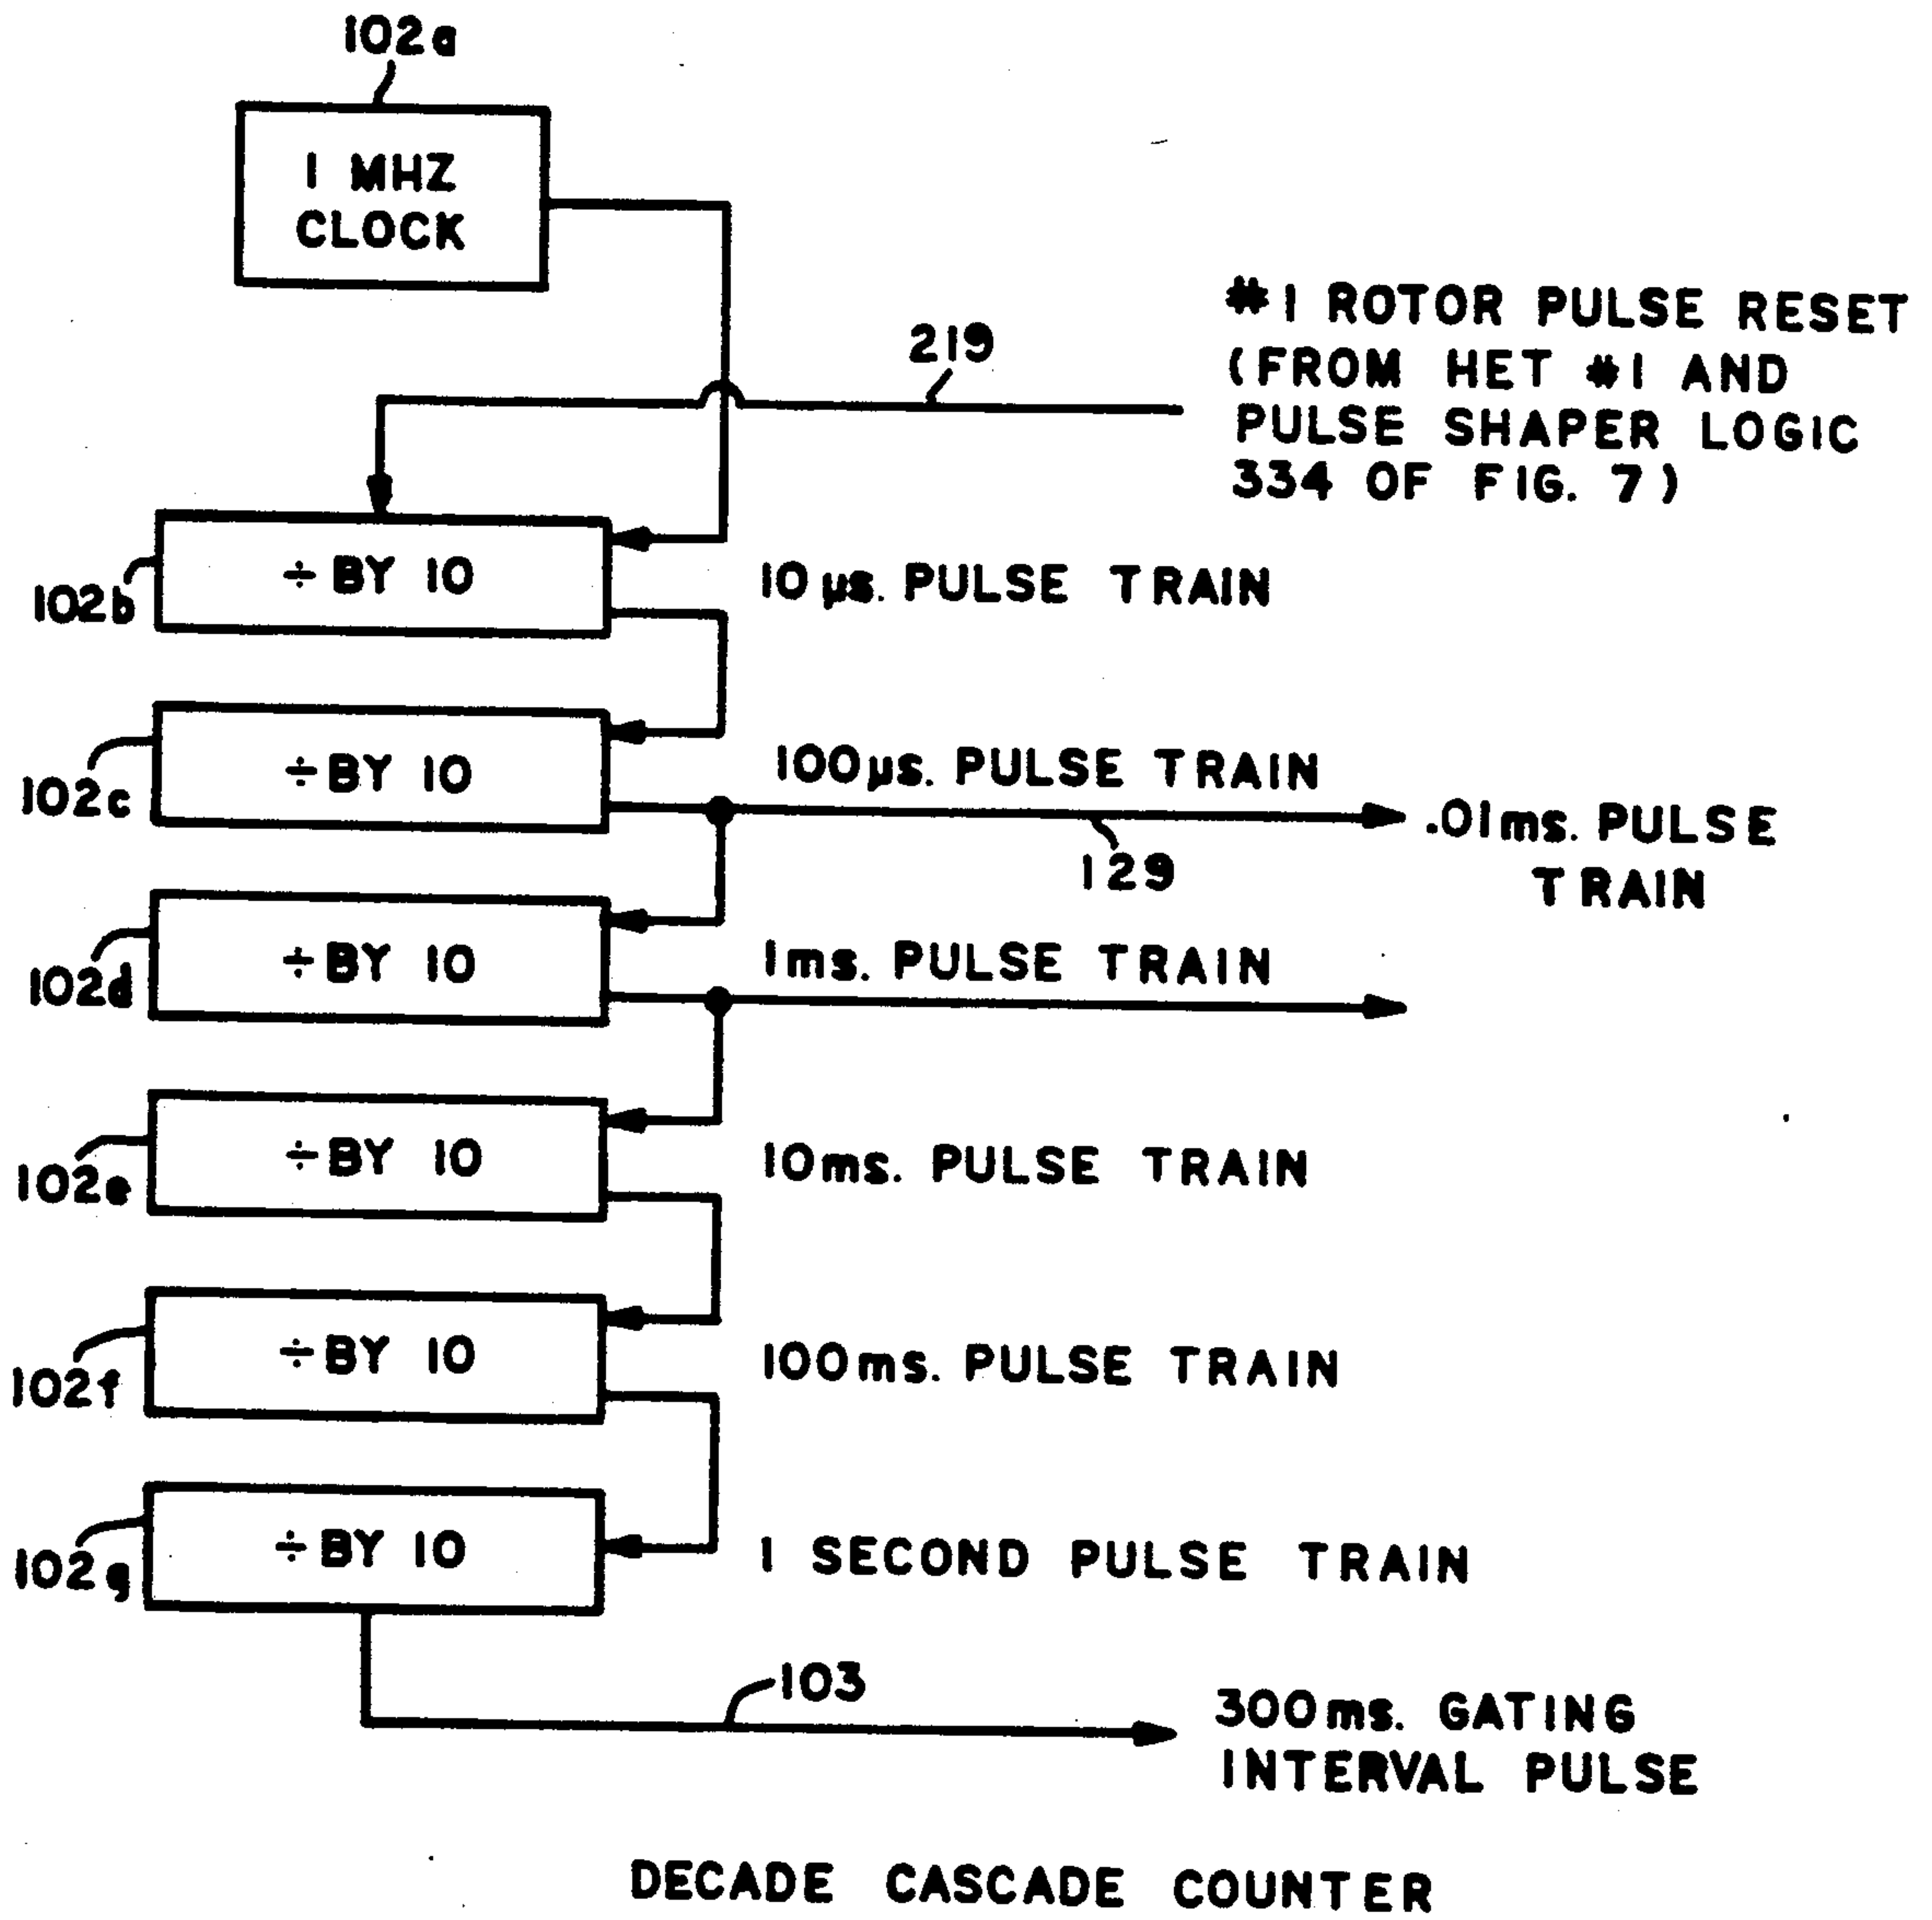 102a
1 MHZ
CLOCK
#1 ROTOR PULSE RESET
(FROM HET #1 AND
PULSE SHAPER LOGIC
334 OF FIG. 7)
219
÷ BY 10
102b
10 µs. PULSE TRAIN
÷ BY 10
102c
100 µs. PULSE TRAIN
.01ms. PULSE
TRAIN
129
÷ BY 10
102d
1ms. PULSE TRAIN
÷ BY 10
102e
10ms. PULSE TRAIN
÷ BY 10
102f
100ms. PULSE TRAIN
÷ BY 10
102g
1 SECOND PULSE TRAIN
103
300ms. GATING
INTERVAL PULSE
DECADE CASCADE COUNTER